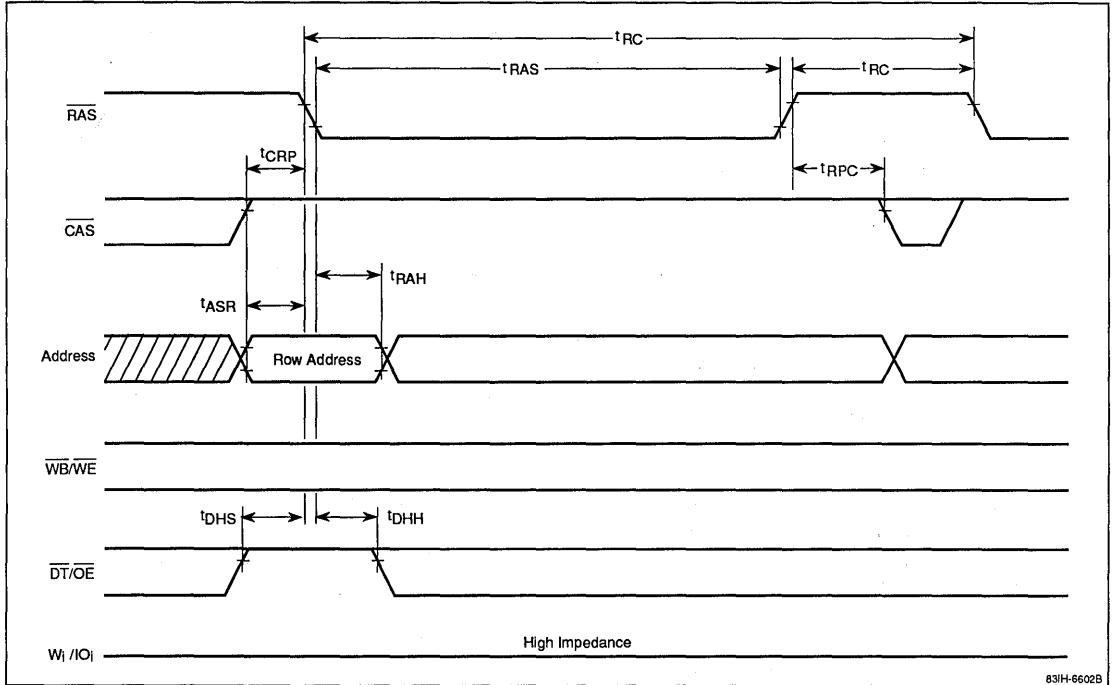 tRC
tRAS
tRC
RAS
tCRP
tRPC
CAS
tRAH
tASR
Address
Row Address
WB/WE
tDHS
tDHH
DT/OE
High Impedance
Wi/IOi
83IH-6602B